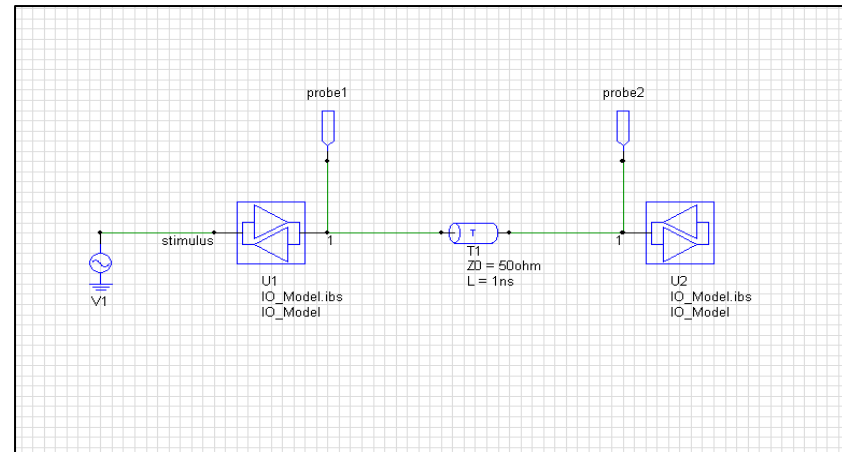 probe1
probe2
stimulus
1
T
1
T1
Z0 = 50ohm
L = 1ns
V1
U1
IO_Model.ibs
IO_Model
U2
IO_Model.ibs
IO_Model